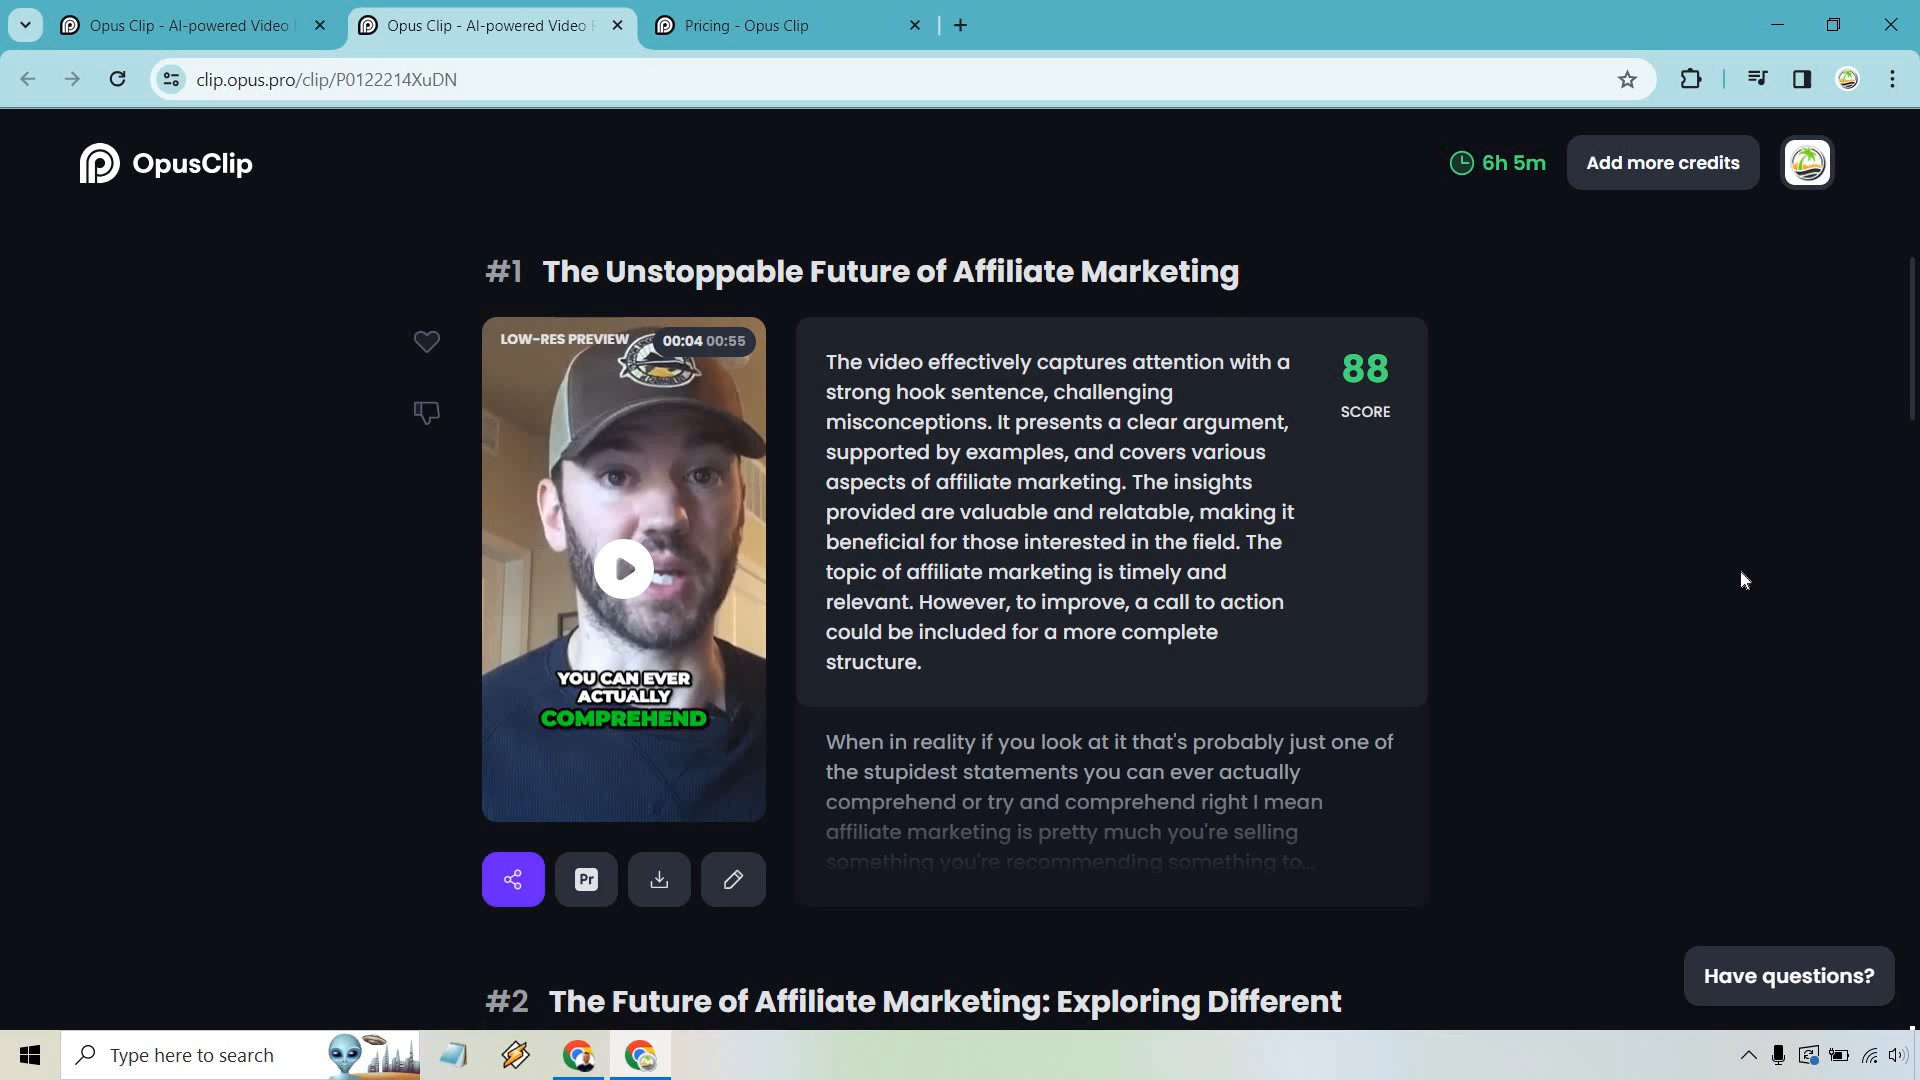 Opus Clip - AI-powered Video
Opus Clip - AI-powered Video
Pricing - Opus Clip
clip.opus.pro/clip/P0122214XuDN
OpusClip
6h 5m
Add more credits
#1 The Unstoppable Future of Affiliate Marketing
LOW-RES PREVIEW
00:04 00:55
YOU CAN EVER
ACTUALLY
COMPREHEND
The video effectively captures attention with a
strong hook sentence, challenging
misconceptions. It presents a clear argument,
supported by examples, and covers various
aspects of affiliate marketing. The insights
provided are valuable and relatable, making it
beneficial for those interested in the field. The
topic of affiliate marketing is timely and
relevant. However, to improve, a call to action
could be included for a more complete
structure.
88
SCORE
When in reality if you look at it that's probably just one of
the stupidest statements you can ever actually
comprehend or try and comprehend right I mean
affiliate marketing is pretty much you're selling
something you're recommending something to...
Pr
#2 The Future of Affiliate Marketing: Exploring Different
Have questions?
Type here to search